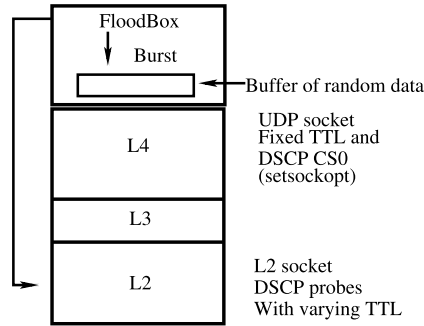 FloodBox
Burst
Buffer of random data
UDP socket
Fixed TTL and
DSCP CS0
(setsockopt)
L4
L3
L2
L2 socket
DSCP probes
With varying TTL